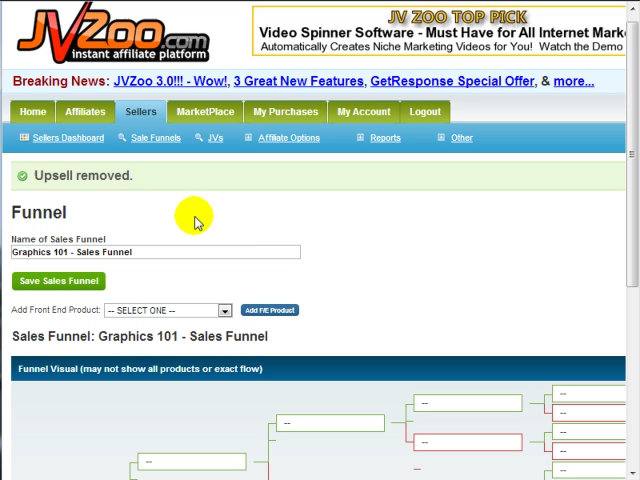 JVZoo.com
instant affiliate platform
JV ZOO TOP PICK
Video Spinner Software - Must Have for All Internet Mark
Automatically Creates Niche Marketing Videos for You! Watch the Demo
Breaking News: JVZoo 3.0!!! - Wow!, 3 Great New Features, GetResponse Special Offer, & more...
Home Affiliates Sellers MarketPlace My Purchases My Account Logout
Sellers Dashboard Sale Funnels JVs Affiliate Options Reports Other
Upsell removed.
Funnel
Name of Sales Funnel
Graphics 101 - Sales Funnel
Save Sales Funnel
Add Front End Product: -- SELECT ONE -- Add F/E Product
Sales Funnel: Graphics 101 - Sales Funnel
Funnel Visual (may not show all products or exact flow)
--
--
--
--
--
--
--
--
--